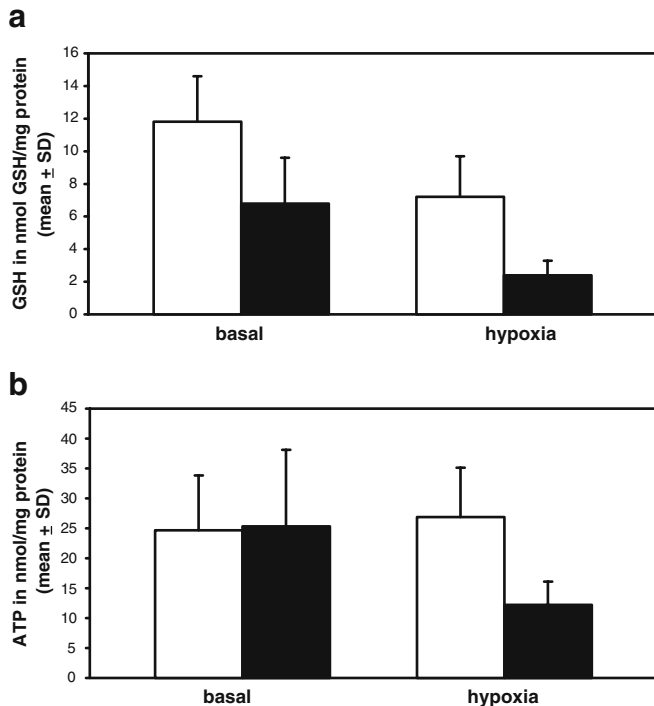 a
GSH in nmol GSH/mg protein
(mean ± SD)
16
14
12
10
8
6
4
2
0
basal hypoxia
b
ATP in nmol/mg protein
(mean ± SD)
45
40
35
30
25
20
15
10
5
0
basal hypoxia